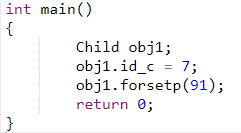 int main()
{
Child obj1;
obj1.id_c = 7;
obj1.forsetp(91);
return 0;
}